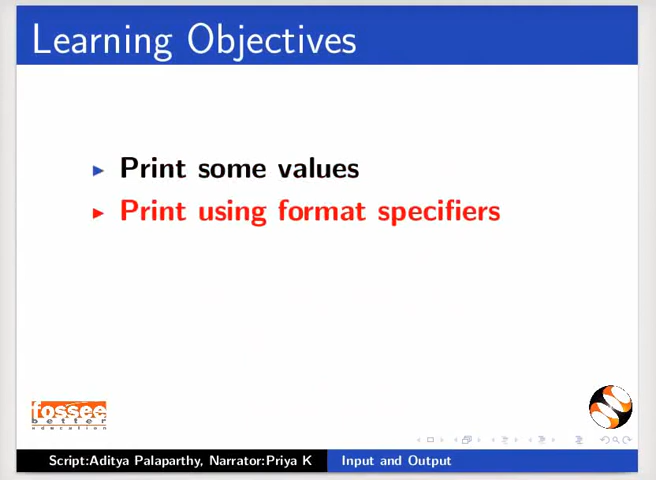 Learning Objectives
Print some values
Print using format specifiers
fossee
better
education
Script:Aditya Palaparthy, Narrator:Priya K Input and Output